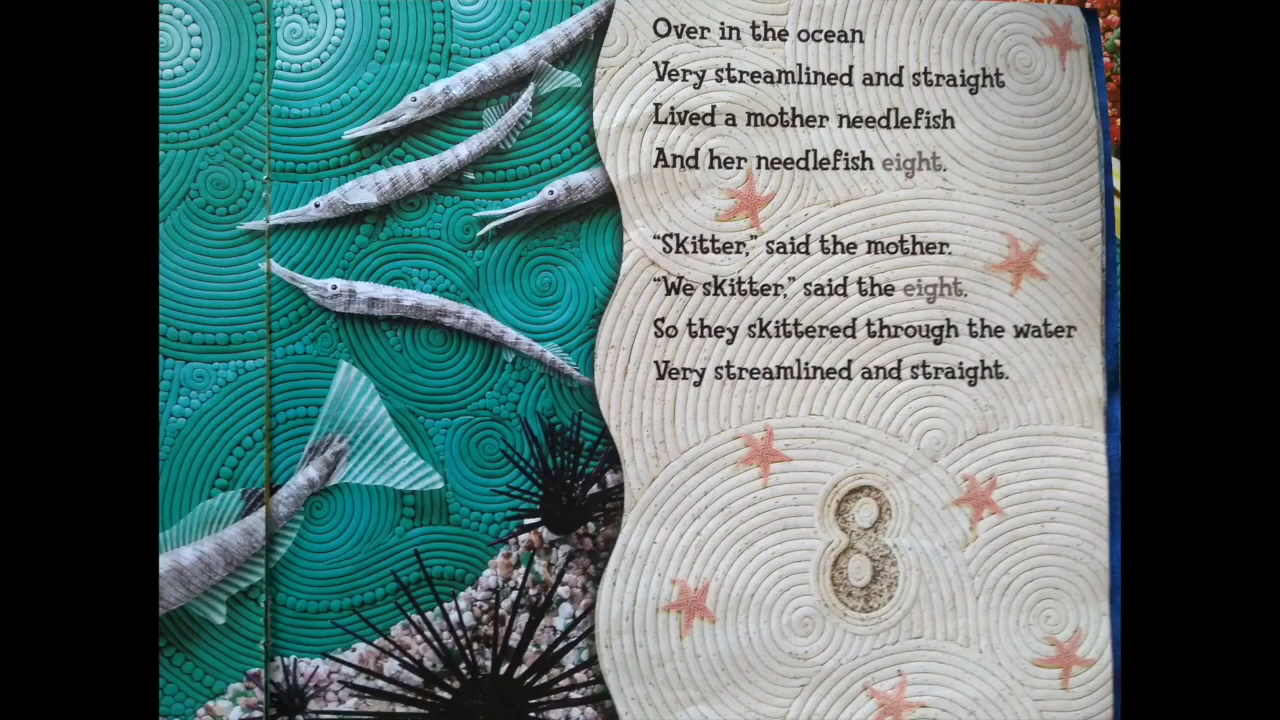 Over in the ocean
Very streamlined and straight
Lived a mother needlefish
And her needlefish eight.
“Skitter,” said the mother.
“We skitter,” said the eight.
So they skittered through the water
Very streamlined and straight.
8